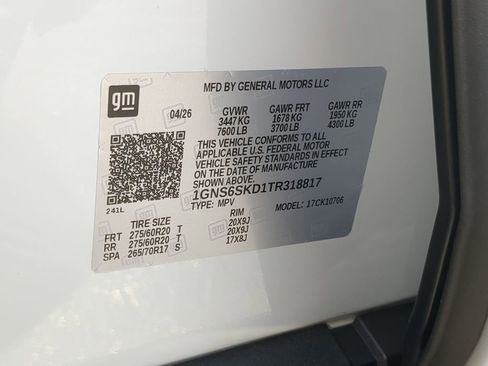 MFD BY GENERAL MOTORS LLC
gm
04/26 GVWR GAWR FRT GAWR RR
3447 KG 1678 KG 1950 KG
7600 LB 3700 LB 4300 LB
THIS VEHICLE CONFORMS TO ALL
APPLICABLE U.S. FEDERAL MOTOR
VEHICLE SAFETY STANDARDS IN EFFECT
ON THE DATE OF MANUFACTURE SHOWN ABOVE.
1GNS6SKD1TR318817
TYPE: MPV MODEL: 17CK10706
241L
TIRE SIZE RIM
FRT 275/60R20 T 20X9J
RR 275/60R20 T 20X9J
SPA 265/70R17 S 17X8J